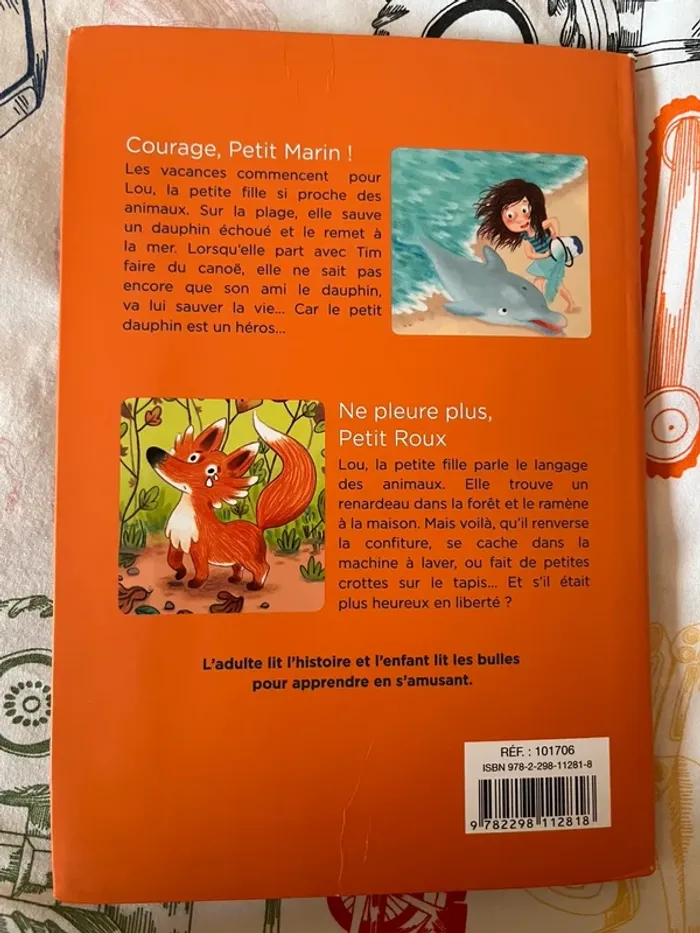 Courage, Petit Marin !
Les vacances commencent pour
Lou, la petite fille si proche des
animaux. Sur la plage, elle sauve
un dauphin échoué et le remet à
la mer. Lorsqu'elle part avec Tim
faire du canoë, elle ne sait pas
encore que son ami le dauphin,
va lui sauver la vie... Car le petit
dauphin est un héros...
Ne pleure plus,
Petit Roux
Lou, la petite fille parle le langage
des animaux. Elle trouve un
renardeau dans la forêt et le ramène
à la maison. Mais voilà, qu'il renverse
la confiture, se cache dans la
machine à laver, ou fait de petites
crottes sur le tapis... Et s'il était
plus heureux en liberté ?
L'adulte lit l'histoire et l'enfant lit les bulles
pour apprendre en s'amusant.
RÉF. : 101706
ISBN 978-2-298-11281-8
9 782298 112818